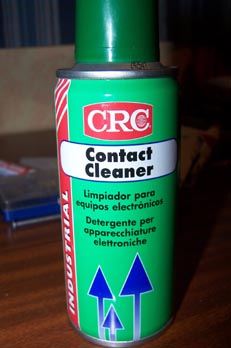 CRC
Contact
Cleaner
Limpiador para
equipos electrónicos
Detergente per
apparecchiature
elettroniche
INDUSTRIAL